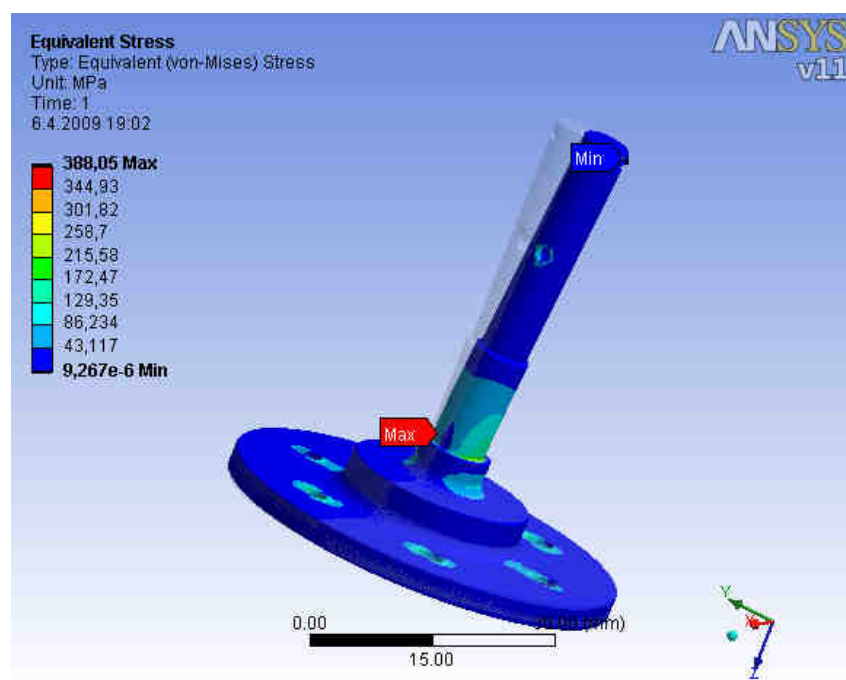 Equivalent Stress
Type: Equivalent (von-Mises) Stress
Unit: MPa
Time: 1
6.4.2009 19:02
388,05 Max
344,93
301,82
258,7
215,58
172,47
129,35
86,234
43,117
9,267e-6 Min
ANSYS
v11
Min
Max
0.00
(mm)
15.00
Y
X
Z